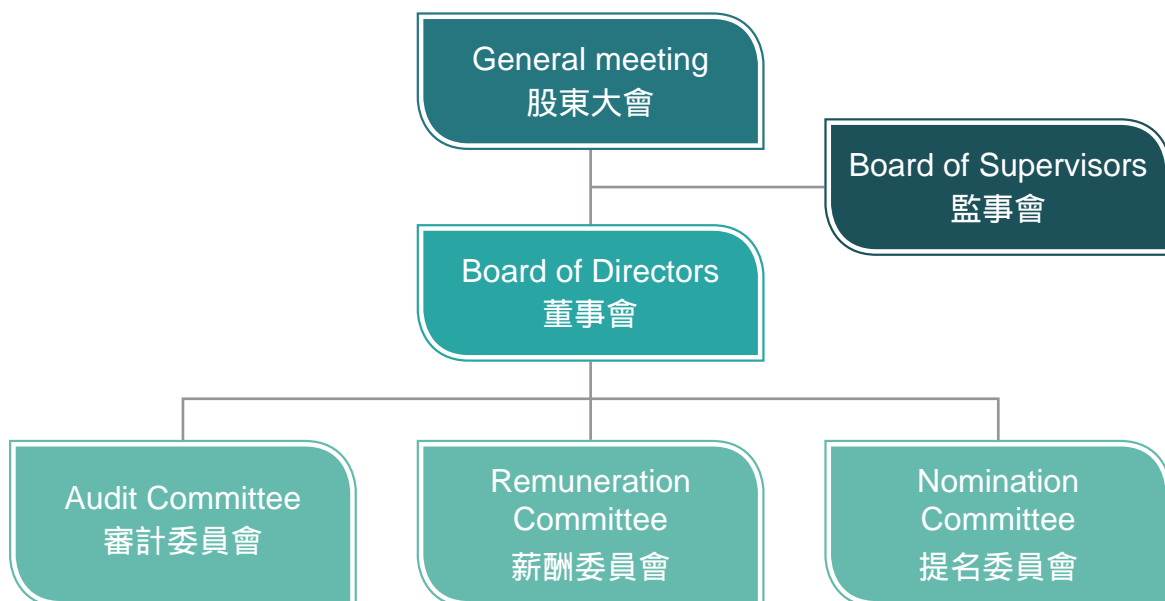 General meeting
股東大會
Board of Supervisors
監事會
Board of Directors
董事會
Audit Committee
審計委員會
Remuneration
Committee
薪酬委員會
Nomination
Committee
提名委員會